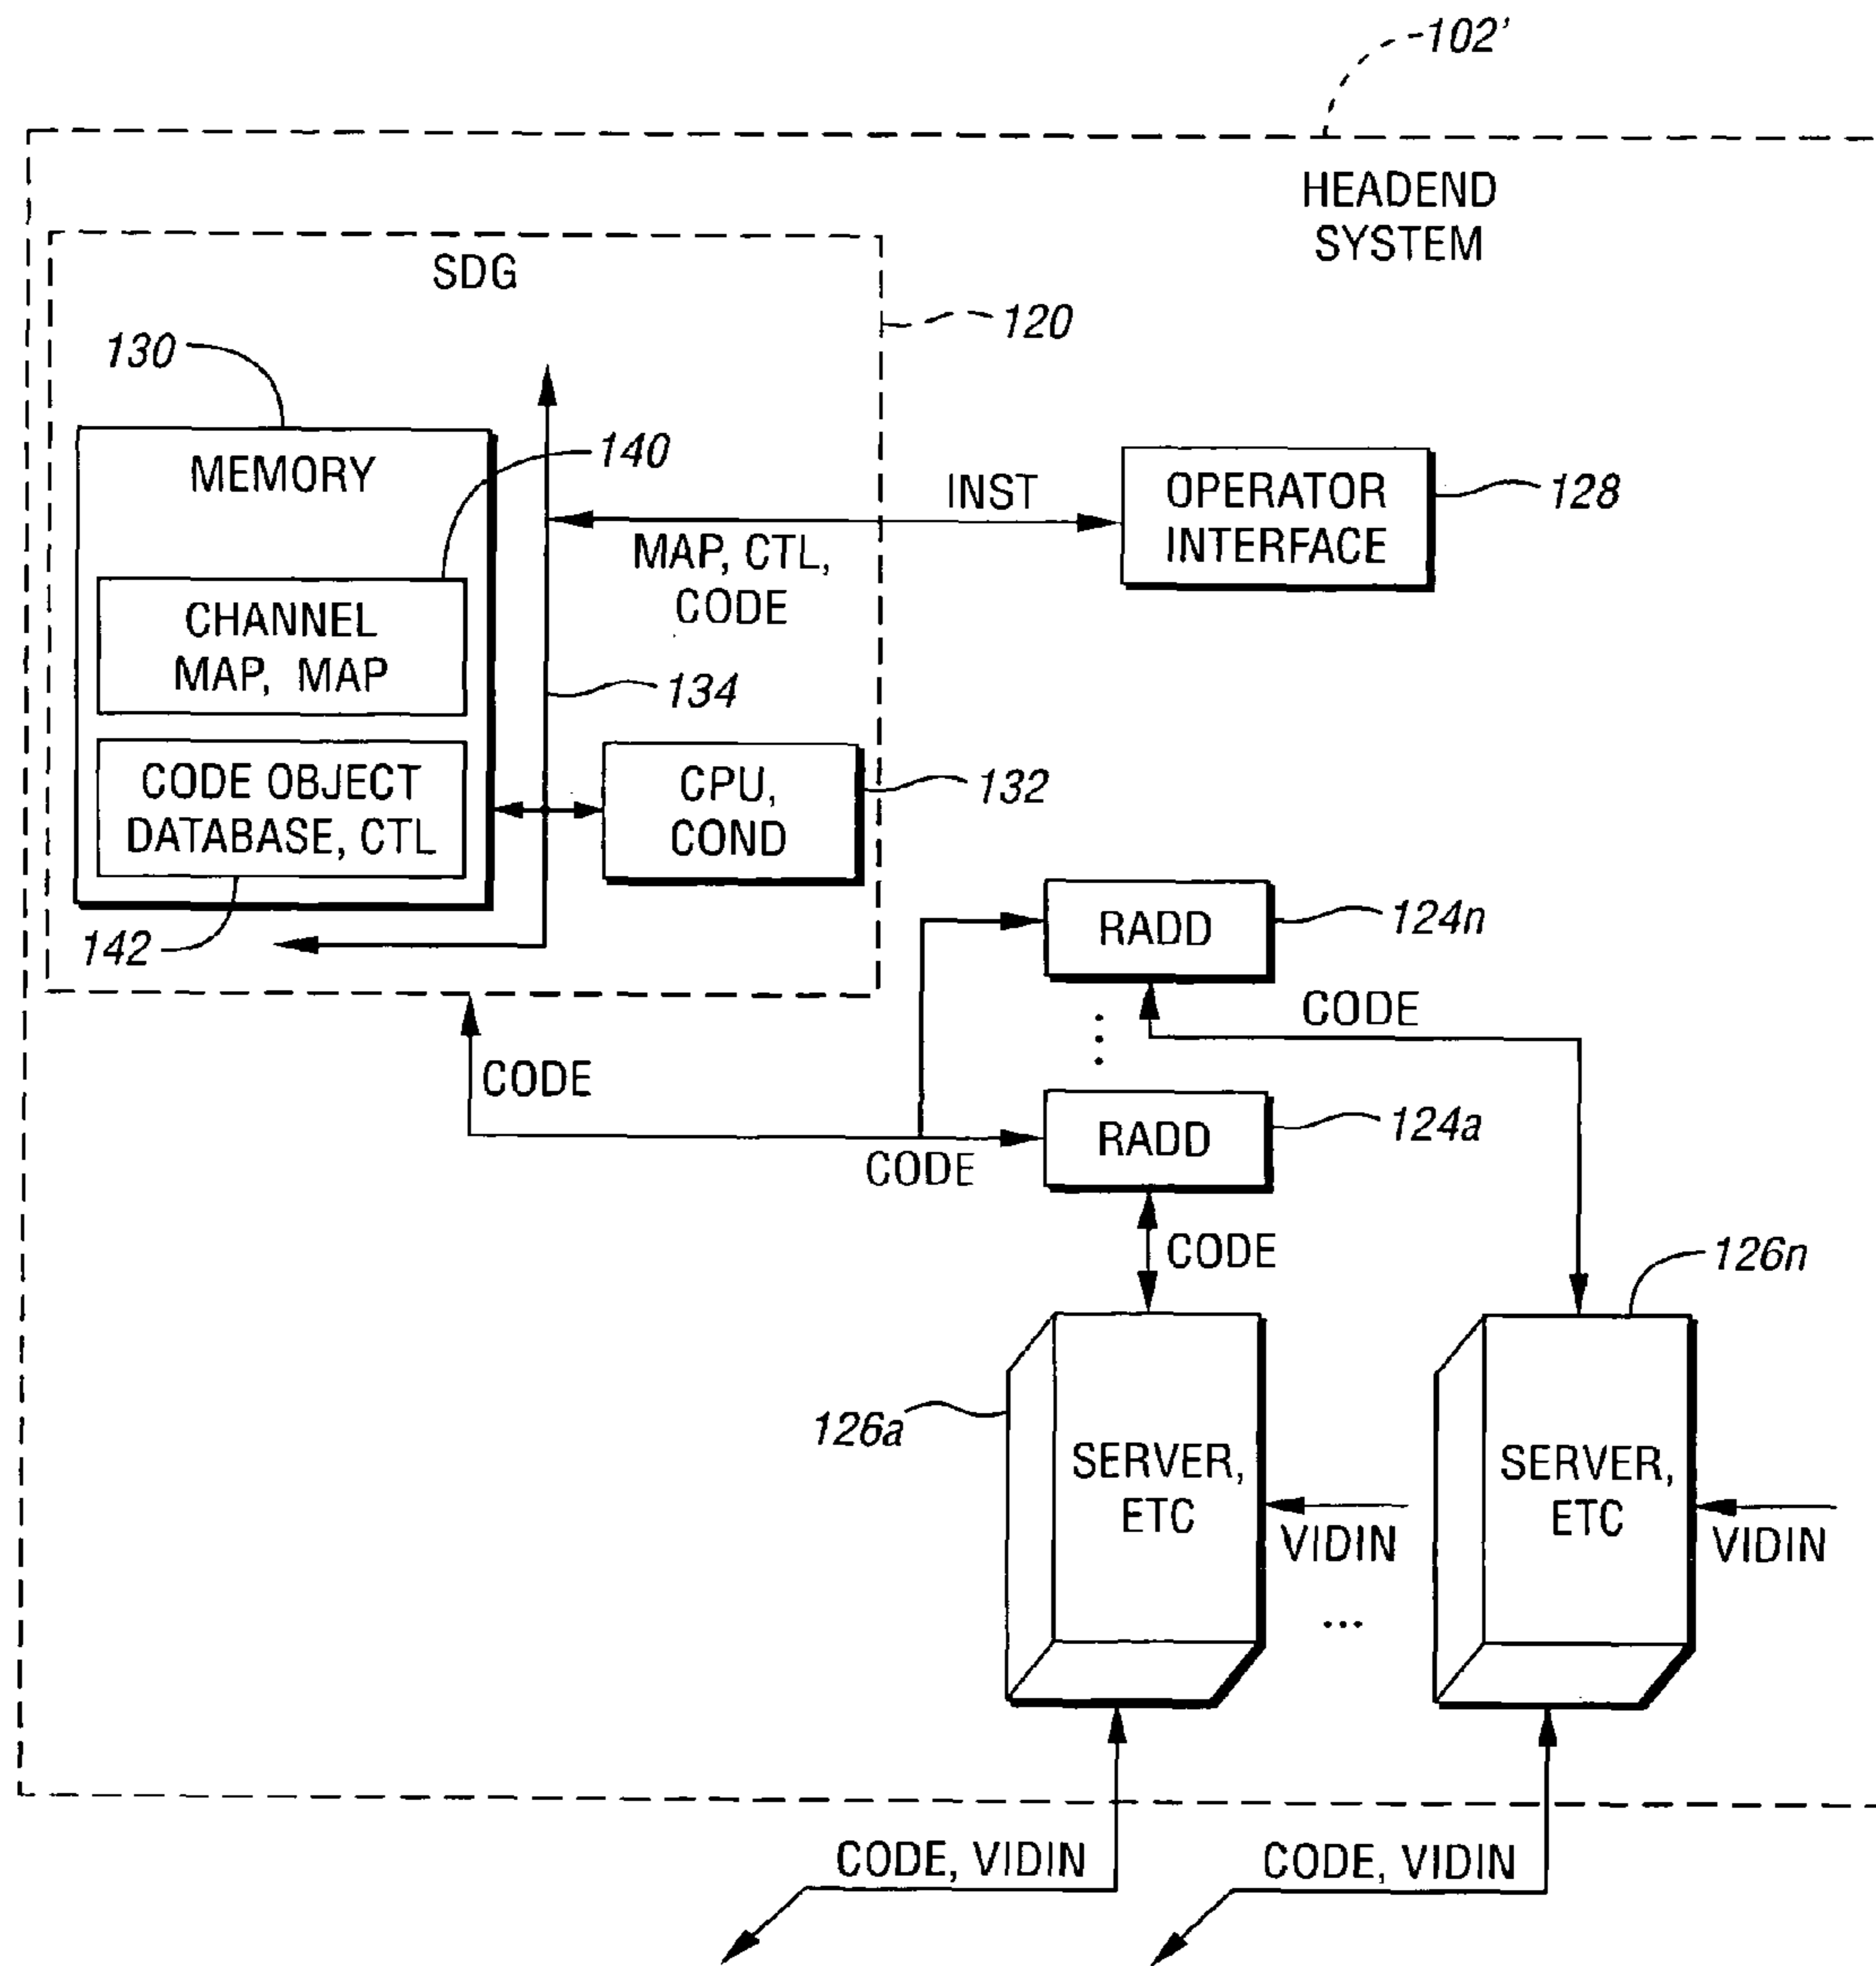 102'
HEADEND
SYSTEM
SDG
120
130
MEMORY
140
INST
OPERATOR
INTERFACE
128
MAP, CTL,
CODE
CHANNEL
MAP, MAP
134
CODE OBJECT
DATABASE, CTL
CPU,
COND
132
142
RADD
124n
CODE
CODE
RADD
124a
CODE
CODE
126n
126a
SERVER,
ETC
SERVER,
ETC
VIDIN
VIDIN
...
CODE, VIDIN
CODE, VIDIN